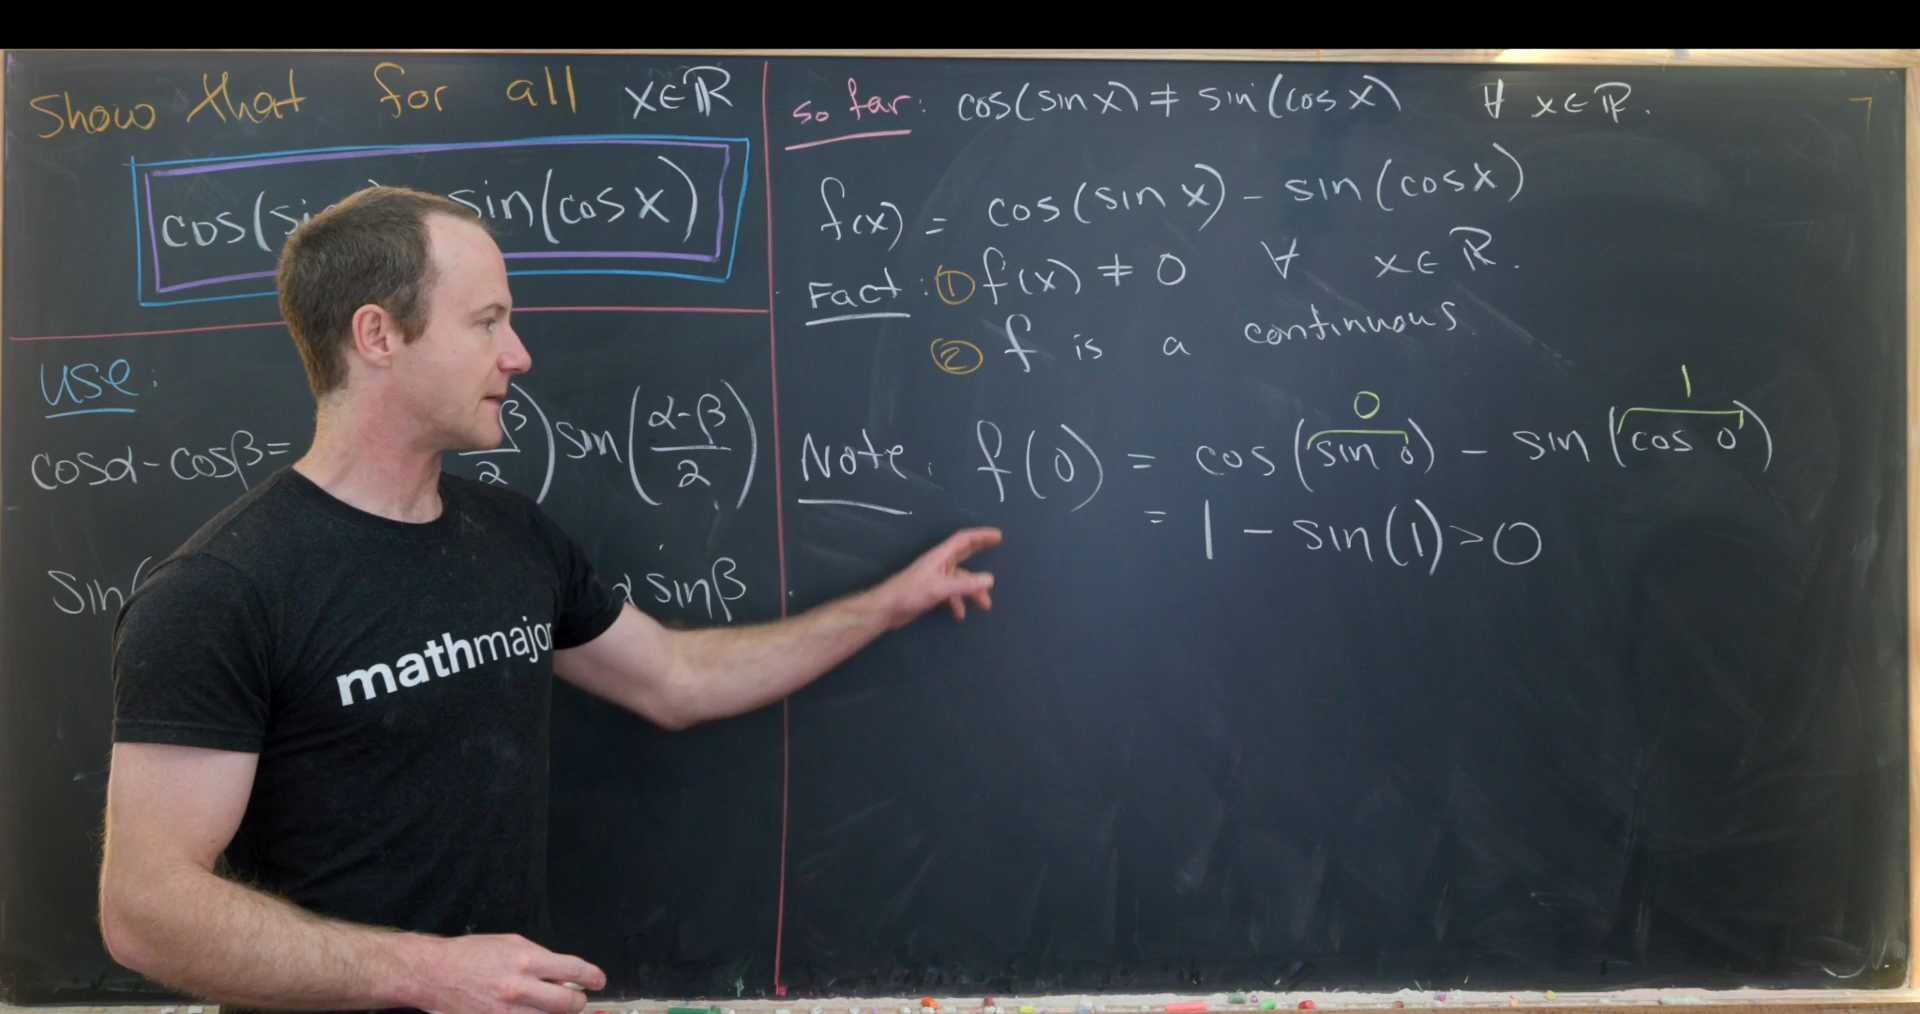 Show that for all x∈ℝ
cos(si sin(cos x)
use:
cosα-cosβ= β/2) sin(α-β/2)
Sin( α sinβ
mathmajor
so far: cos(sin x) ≠ sin(cos x) ∀ x∈ℝ.
f(x) = cos(sin x) - sin(cos x)
Fact: ① f(x) ≠ 0 ∀ x∈ℝ.
② f is a continuous.
0 1
Note: f(0) = cos(sin 0) - sin(cos 0)
= 1 - sin(1) > 0